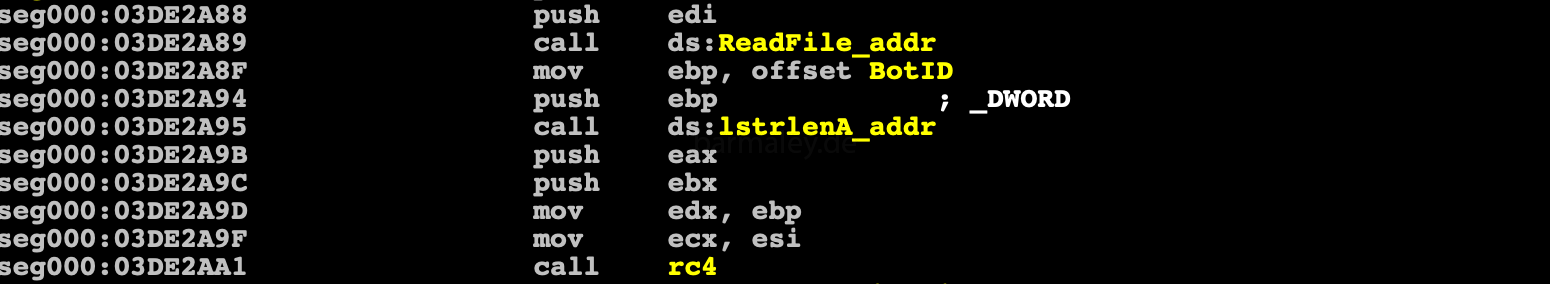 seg000:03DE2A88 push edi
seg000:03DE2A89 call ds:ReadFile_addr
seg000:03DE2A8F mov ebp, offset BotID
seg000:03DE2A94 push ebp ; _DWORD
seg000:03DE2A95 call ds:lstrlenA_addr
seg000:03DE2A9B push eax
seg000:03DE2A9C push ebx
seg000:03DE2A9D mov edx, ebp
seg000:03DE2A9F mov ecx, esi
seg000:03DE2AA1 call rc4